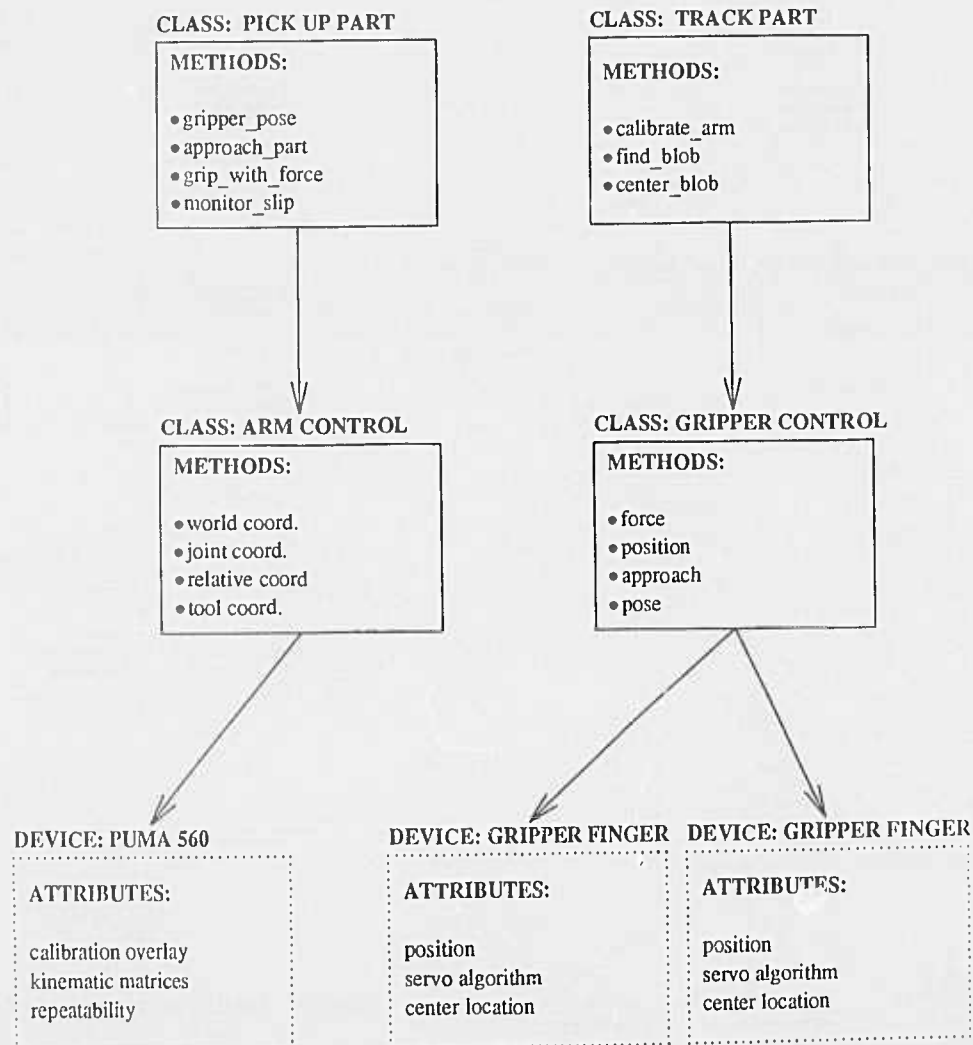 CLASS: PICK UP PART
METHODS:
•gripper_pose
•approach_part
•grip_with_force
•monitor_slip
CLASS: TRACK PART
METHODS:
•calibrate_arm
•find_blob
•center_blob
CLASS: ARM CONTROL
METHODS:
•world coord.
•joint coord.
•relative coord
•tool coord.
CLASS: GRIPPER CONTROL
METHODS:
•force
•position
•approach
•pose
DEVICE: PUMA 560
ATTRIBUTES:
calibration overlay
kinematic matrices
repeatability
DEVICE: GRIPPER FINGER
ATTRIBUTES:
position
servo algorithm
center location
DEVICE: GRIPPER FINGER
ATTRIBUTES:
position
servo algorithm
center location